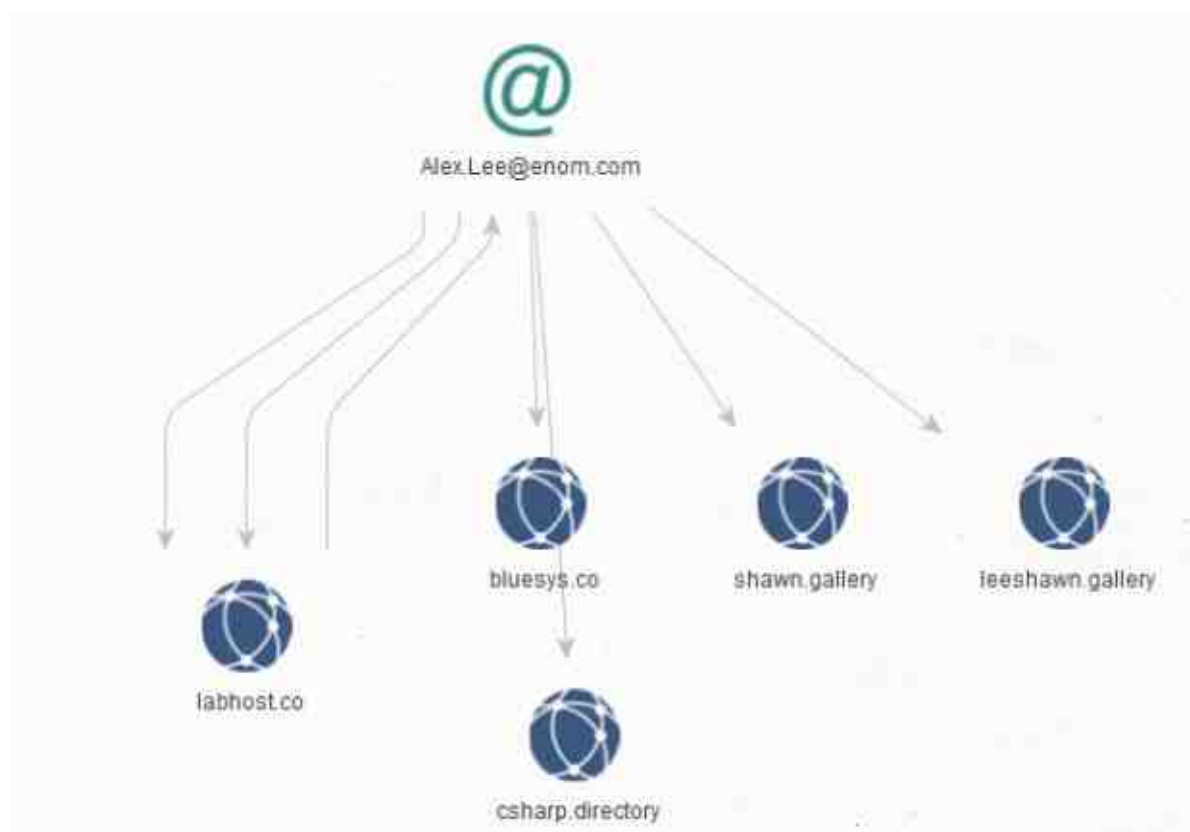 @
Alex.Lee@enom.com
bluesys.co
shawn.gallery
leeshawn.gallery
labhost.co
csharp.directory